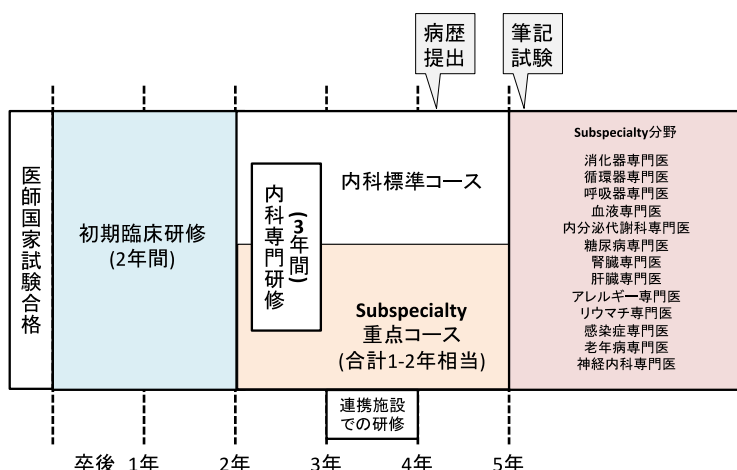 病歴
提出
筆記
試験
医師国家試験合格
初期臨床研修
(2年間)
内科専門研修
(3年間)
内科標準コース
Subspecialty
重点コース
(合計1-2年相当)
連携施設
での研修
Subspecialty分野
消化器専門医
循環器専門医
呼吸器専門医
血液専門医
内分泌代謝科専門医
糖尿病専門医
腎臓専門医
肝臓専門医
アレルギー専門医
リウマチ専門医
感染症専門医
老年病専門医
神経内科専門医
卒後 1年 2年 3年 4年 5年